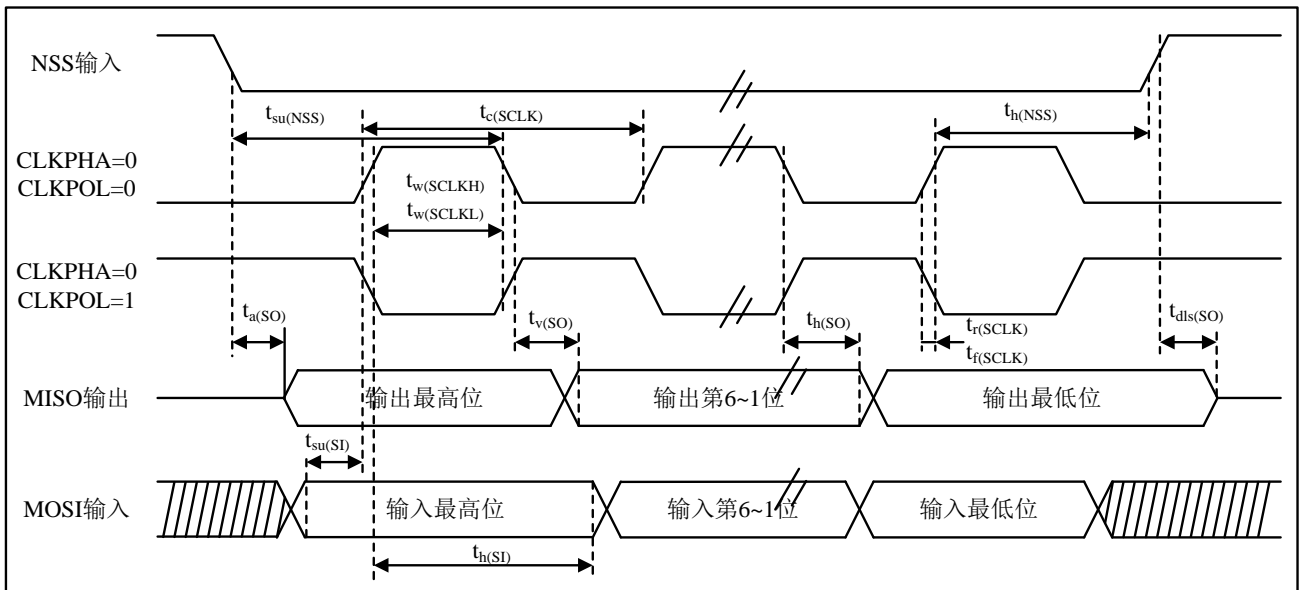 NSS输入
tsu(NSS)
tc(SCLK)
th(NSS)
CLKPHA=0
CLKPOL=0
tw(SCLKH)
tw(SCLKL)
CLKPHA=0
CLKPOL=1
ta(SO)
tv(SO)
th(SO)
tr(SCLK)
tf(SCLK)
tdls(SO)
MISO输出
输出最高位
输出第6~1位
输出最低位
tsu(SI)
MOSI输入
输入最高位
输入第6~1位
输入最低位
th(SI)